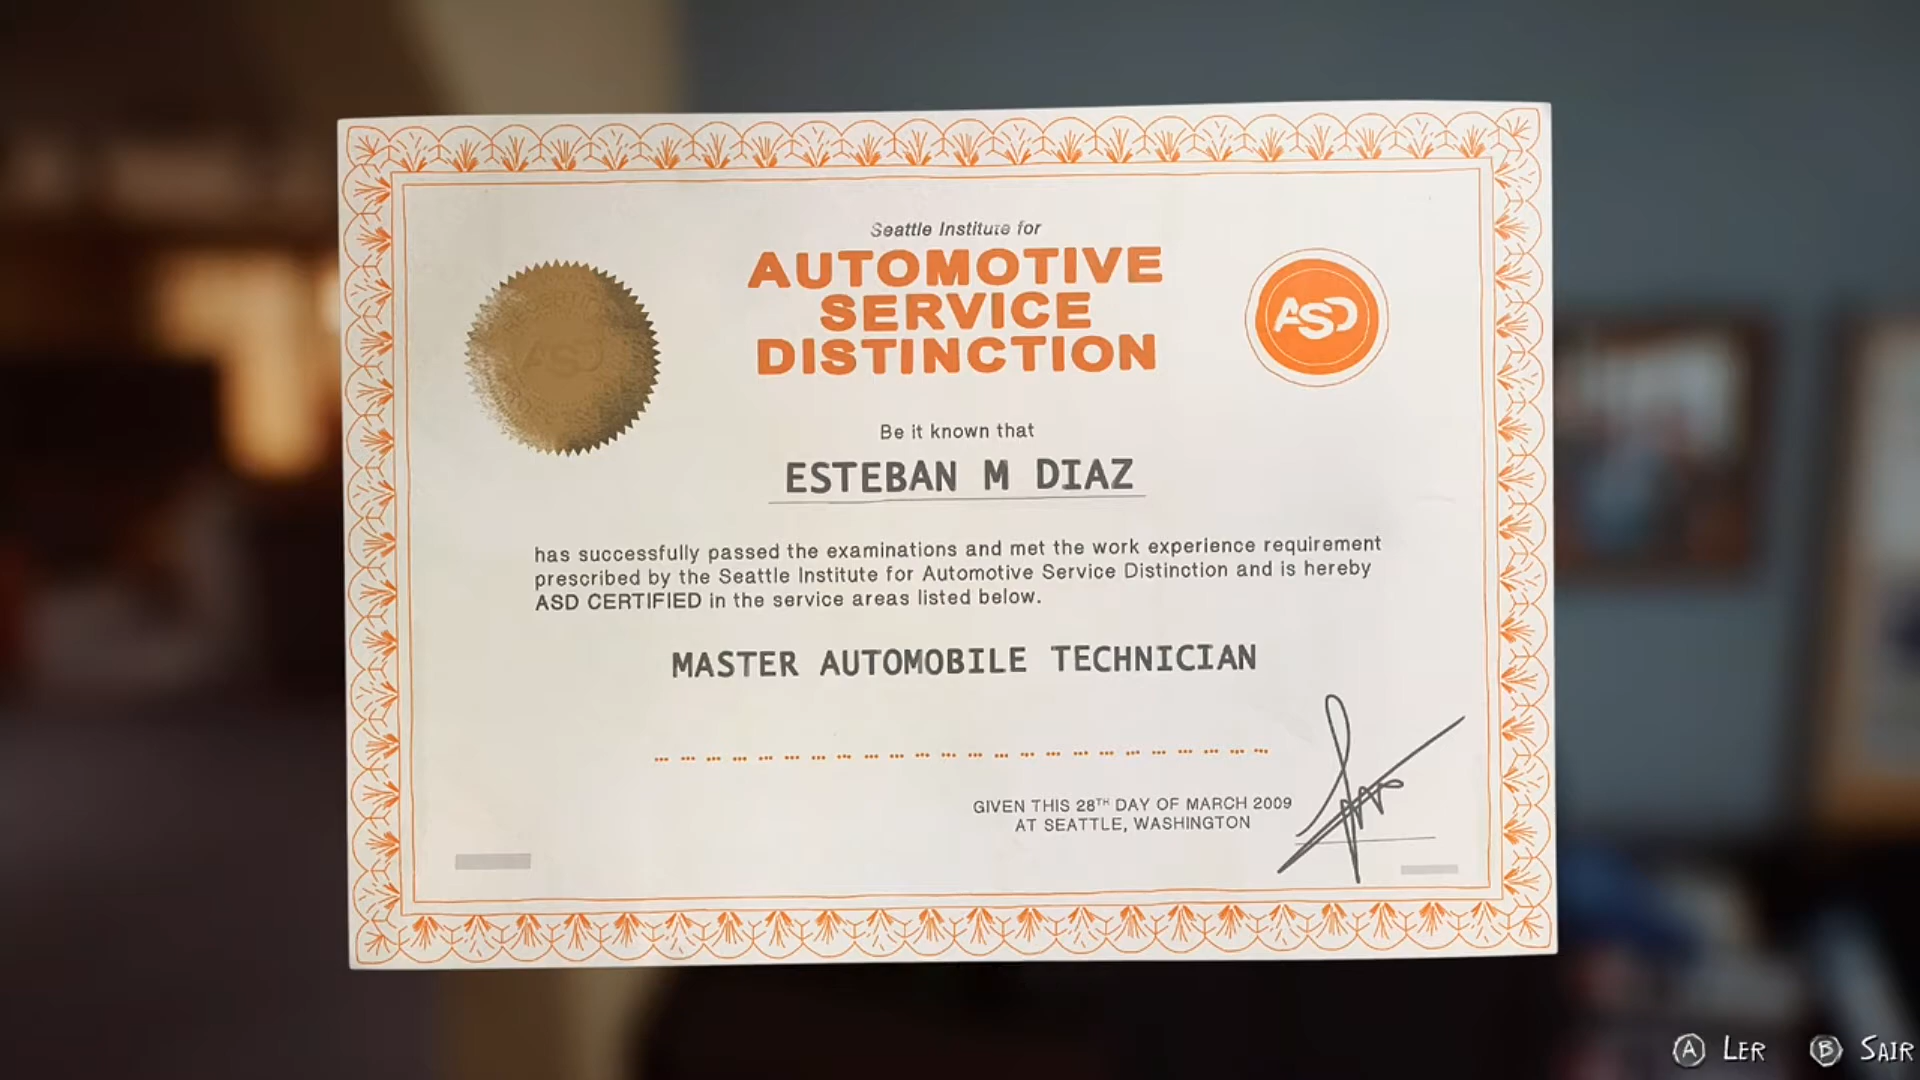 Seattle Institute for
AUTOMOTIVE
SERVICE
DISTINCTION
ASD
ASD
Be it known that
ESTEBAN M DIAZ
has successfully passed the examinations and met the work experience requirement
prescribed by the Seattle Institute for Automotive Service Distinction and is hereby
ASD CERTIFIED in the service areas listed below.
MASTER AUTOMOBILE TECHNICIAN
GIVEN THIS 28TH DAY OF MARCH 2009
AT SEATTLE, WASHINGTON
A LER B SAIR